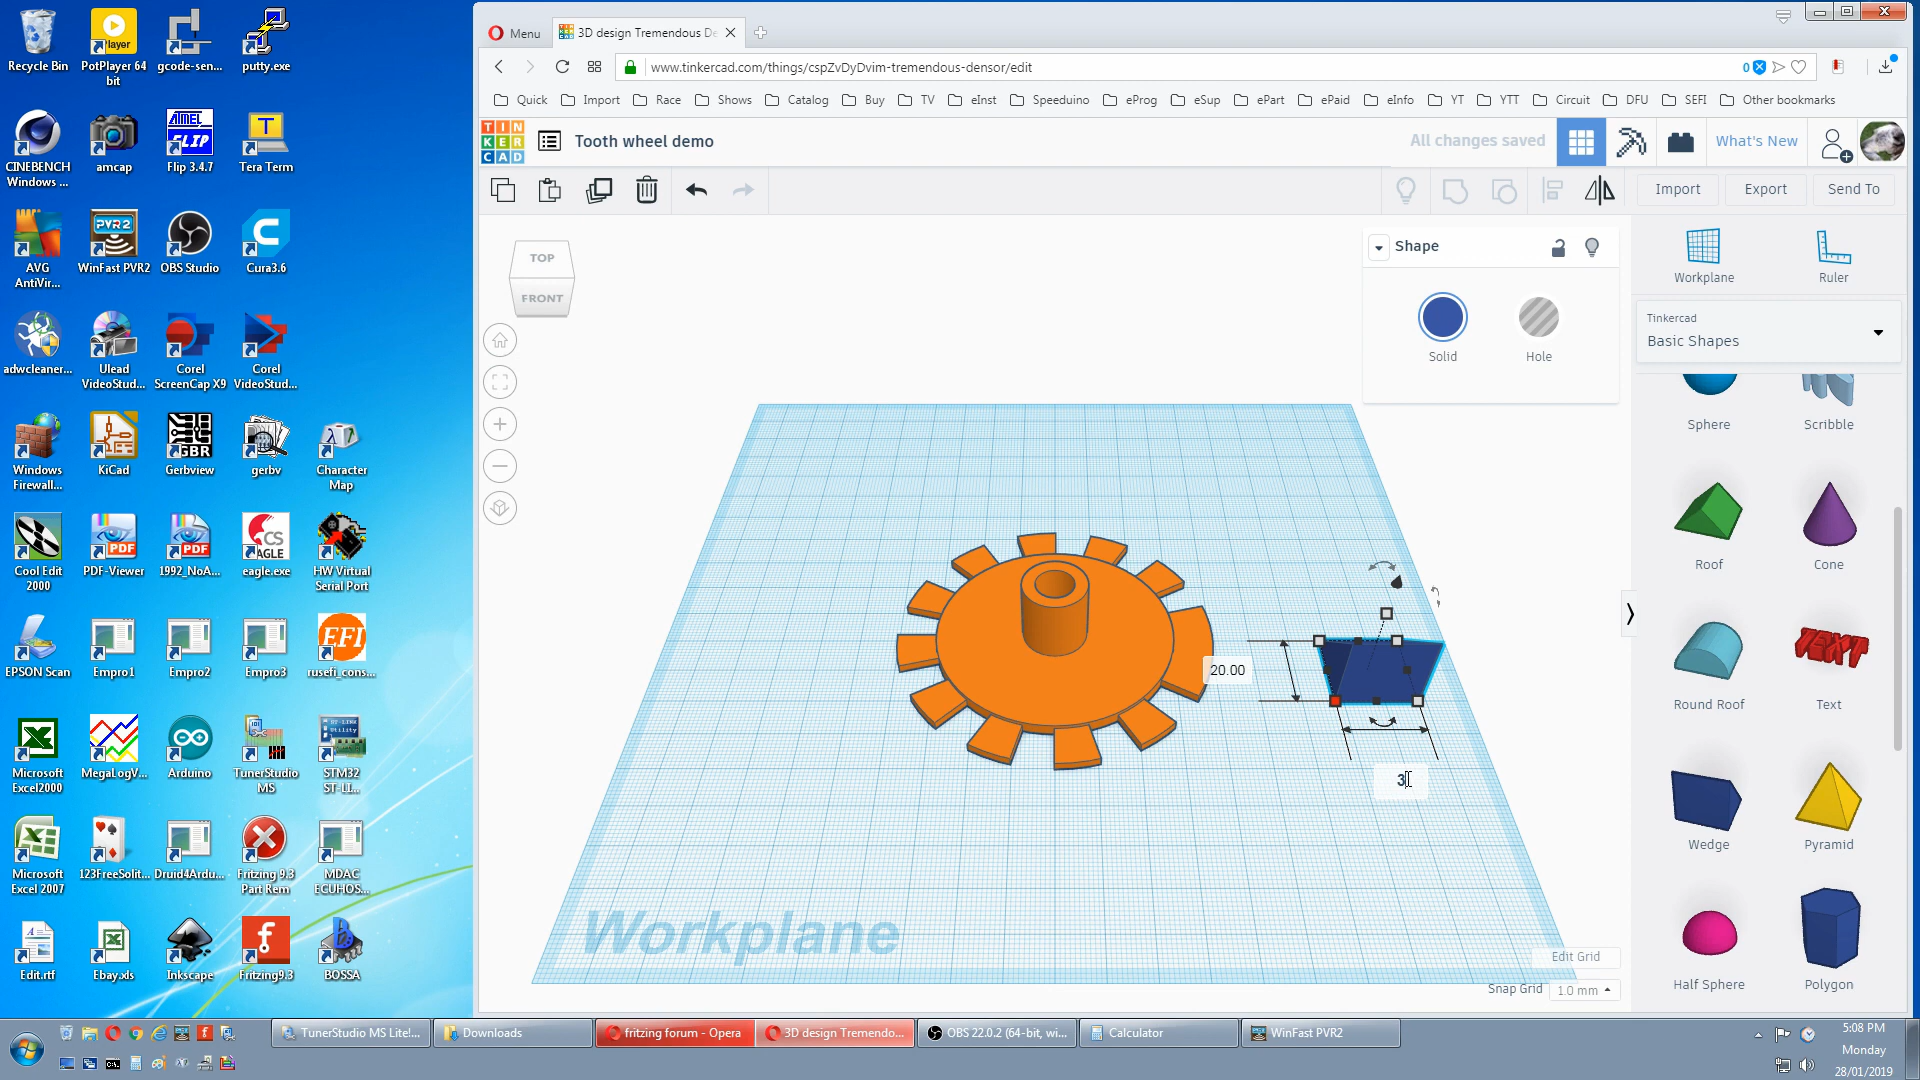 Recycle Bin
PotPlayer 64 bit
gcode-sen...
putty.exe
CINEBENCH Windows ...
amcap
Flip 3.4.7
Tera Term
AVG AntiVir...
WinFast PVR2
OBS Studio
Cura3.6
adwcleaner...
Ulead VideoStud...
Corel ScreenCap X9
Corel VideoStud...
Windows Firewall...
KiCad
Gerbview
gerbv
Character Map
Cool Edit 2000
PDF-Viewer
1992_NoA...
eagle.exe
HW Virtual Serial Port
EPSON Scan
Empro1
Empro2
Empro3
rusefi_cons...
Microsoft Excel2000
MegaLogV...
Arduino
TunerStudio MS
STM32 ST-LI...
Microsoft Excel 2007
123FreeSolit...
Druid4Ardu...
Fritzing 9.3 Part Rem
MDAC ECUHOS...
Edit.rtf
Ebay.xls
Inkscape
Fritzing9.3
BOSSA
Menu
3D design Tremendous De
www.tinkercad.com/things/cspZvDyDvim-tremendous-densor/edit
0
Quick Import Race Shows Catalog Buy TV eInst Speeduino eProg eSup ePart ePaid eInfo YT YTT Circuit DFU SEFI Other bookmarks
TINKERCAD
Tooth wheel demo
All changes saved
What's New
Import
Export
Send To
TOP
FRONT
Shape
Solid
Hole
Workplane
Ruler
Tinkercad
Basic Shapes
Sphere
Scribble
Roof
Cone
Round Roof
Text
Wedge
Pyramid
Half Sphere
Polygon
20.00
3
Workplane
Edit Grid
Snap Grid
1.0 mm
TunerStudio MS Lite!...
Downloads
fritzing forum - Opera
3D design Tremendo...
OBS 22.0.2 (64-bit, wi...
Calculator
WinFast PVR2
5:08 PM
Monday
28/01/2019